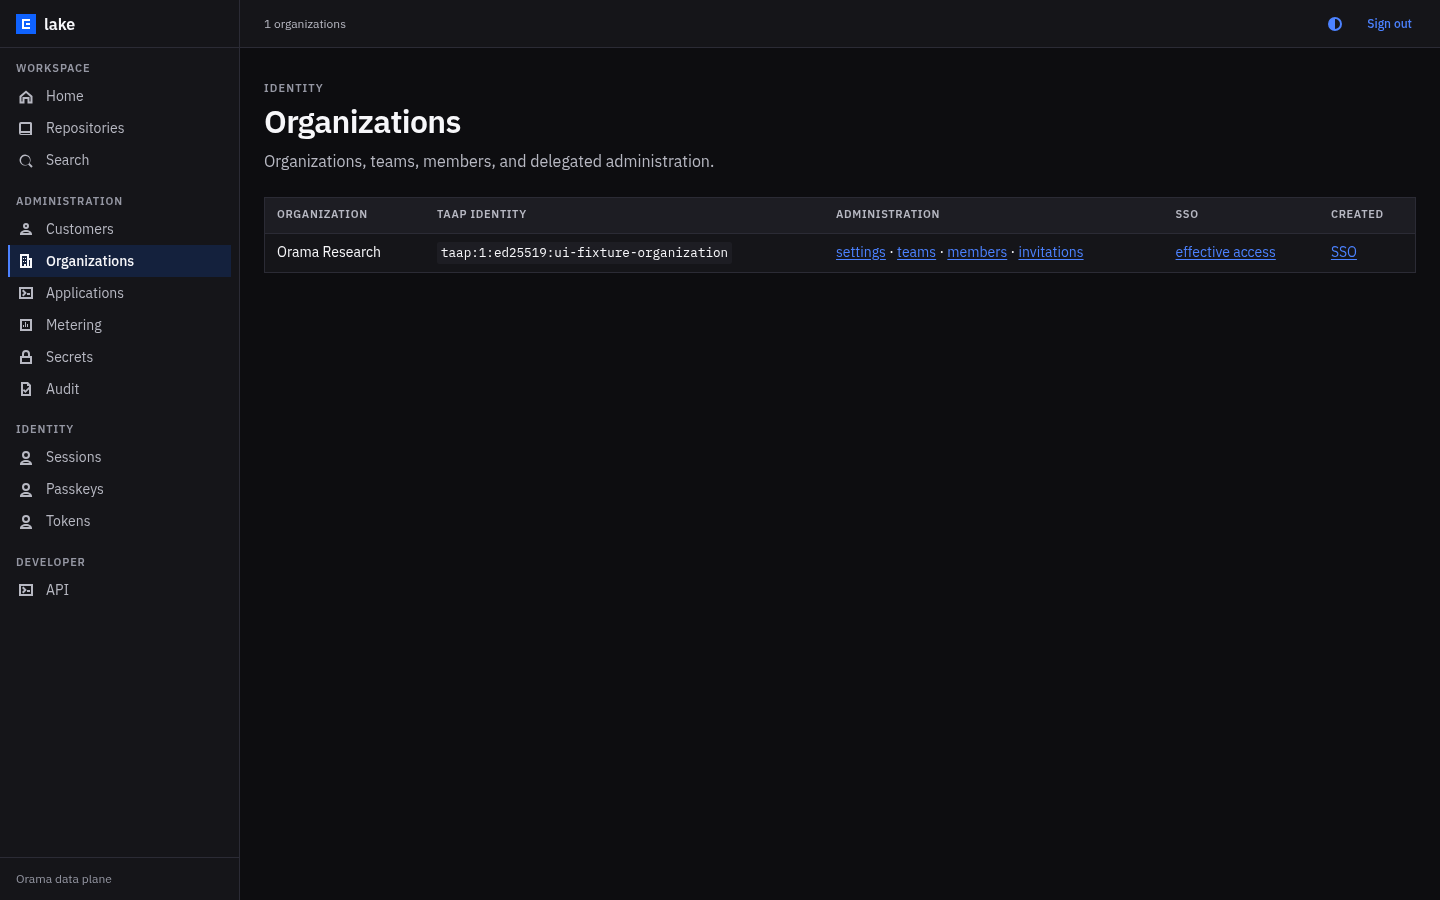 lake
1 organizations
Sign out
WORKSPACE
Home
Repositories
Search
ADMINISTRATION
Customers
Organizations
Applications
Metering
Secrets
Audit
IDENTITY
Sessions
Passkeys
Tokens
DEVELOPER
API
Orama data plane
IDENTITY
Organizations
Organizations, teams, members, and delegated administration.
ORGANIZATION TAAP IDENTITY ADMINISTRATION SSO CREATED
Orama Research taap:1:ed25519:ui-fixture-organization settings · teams · members · invitations effective access SSO